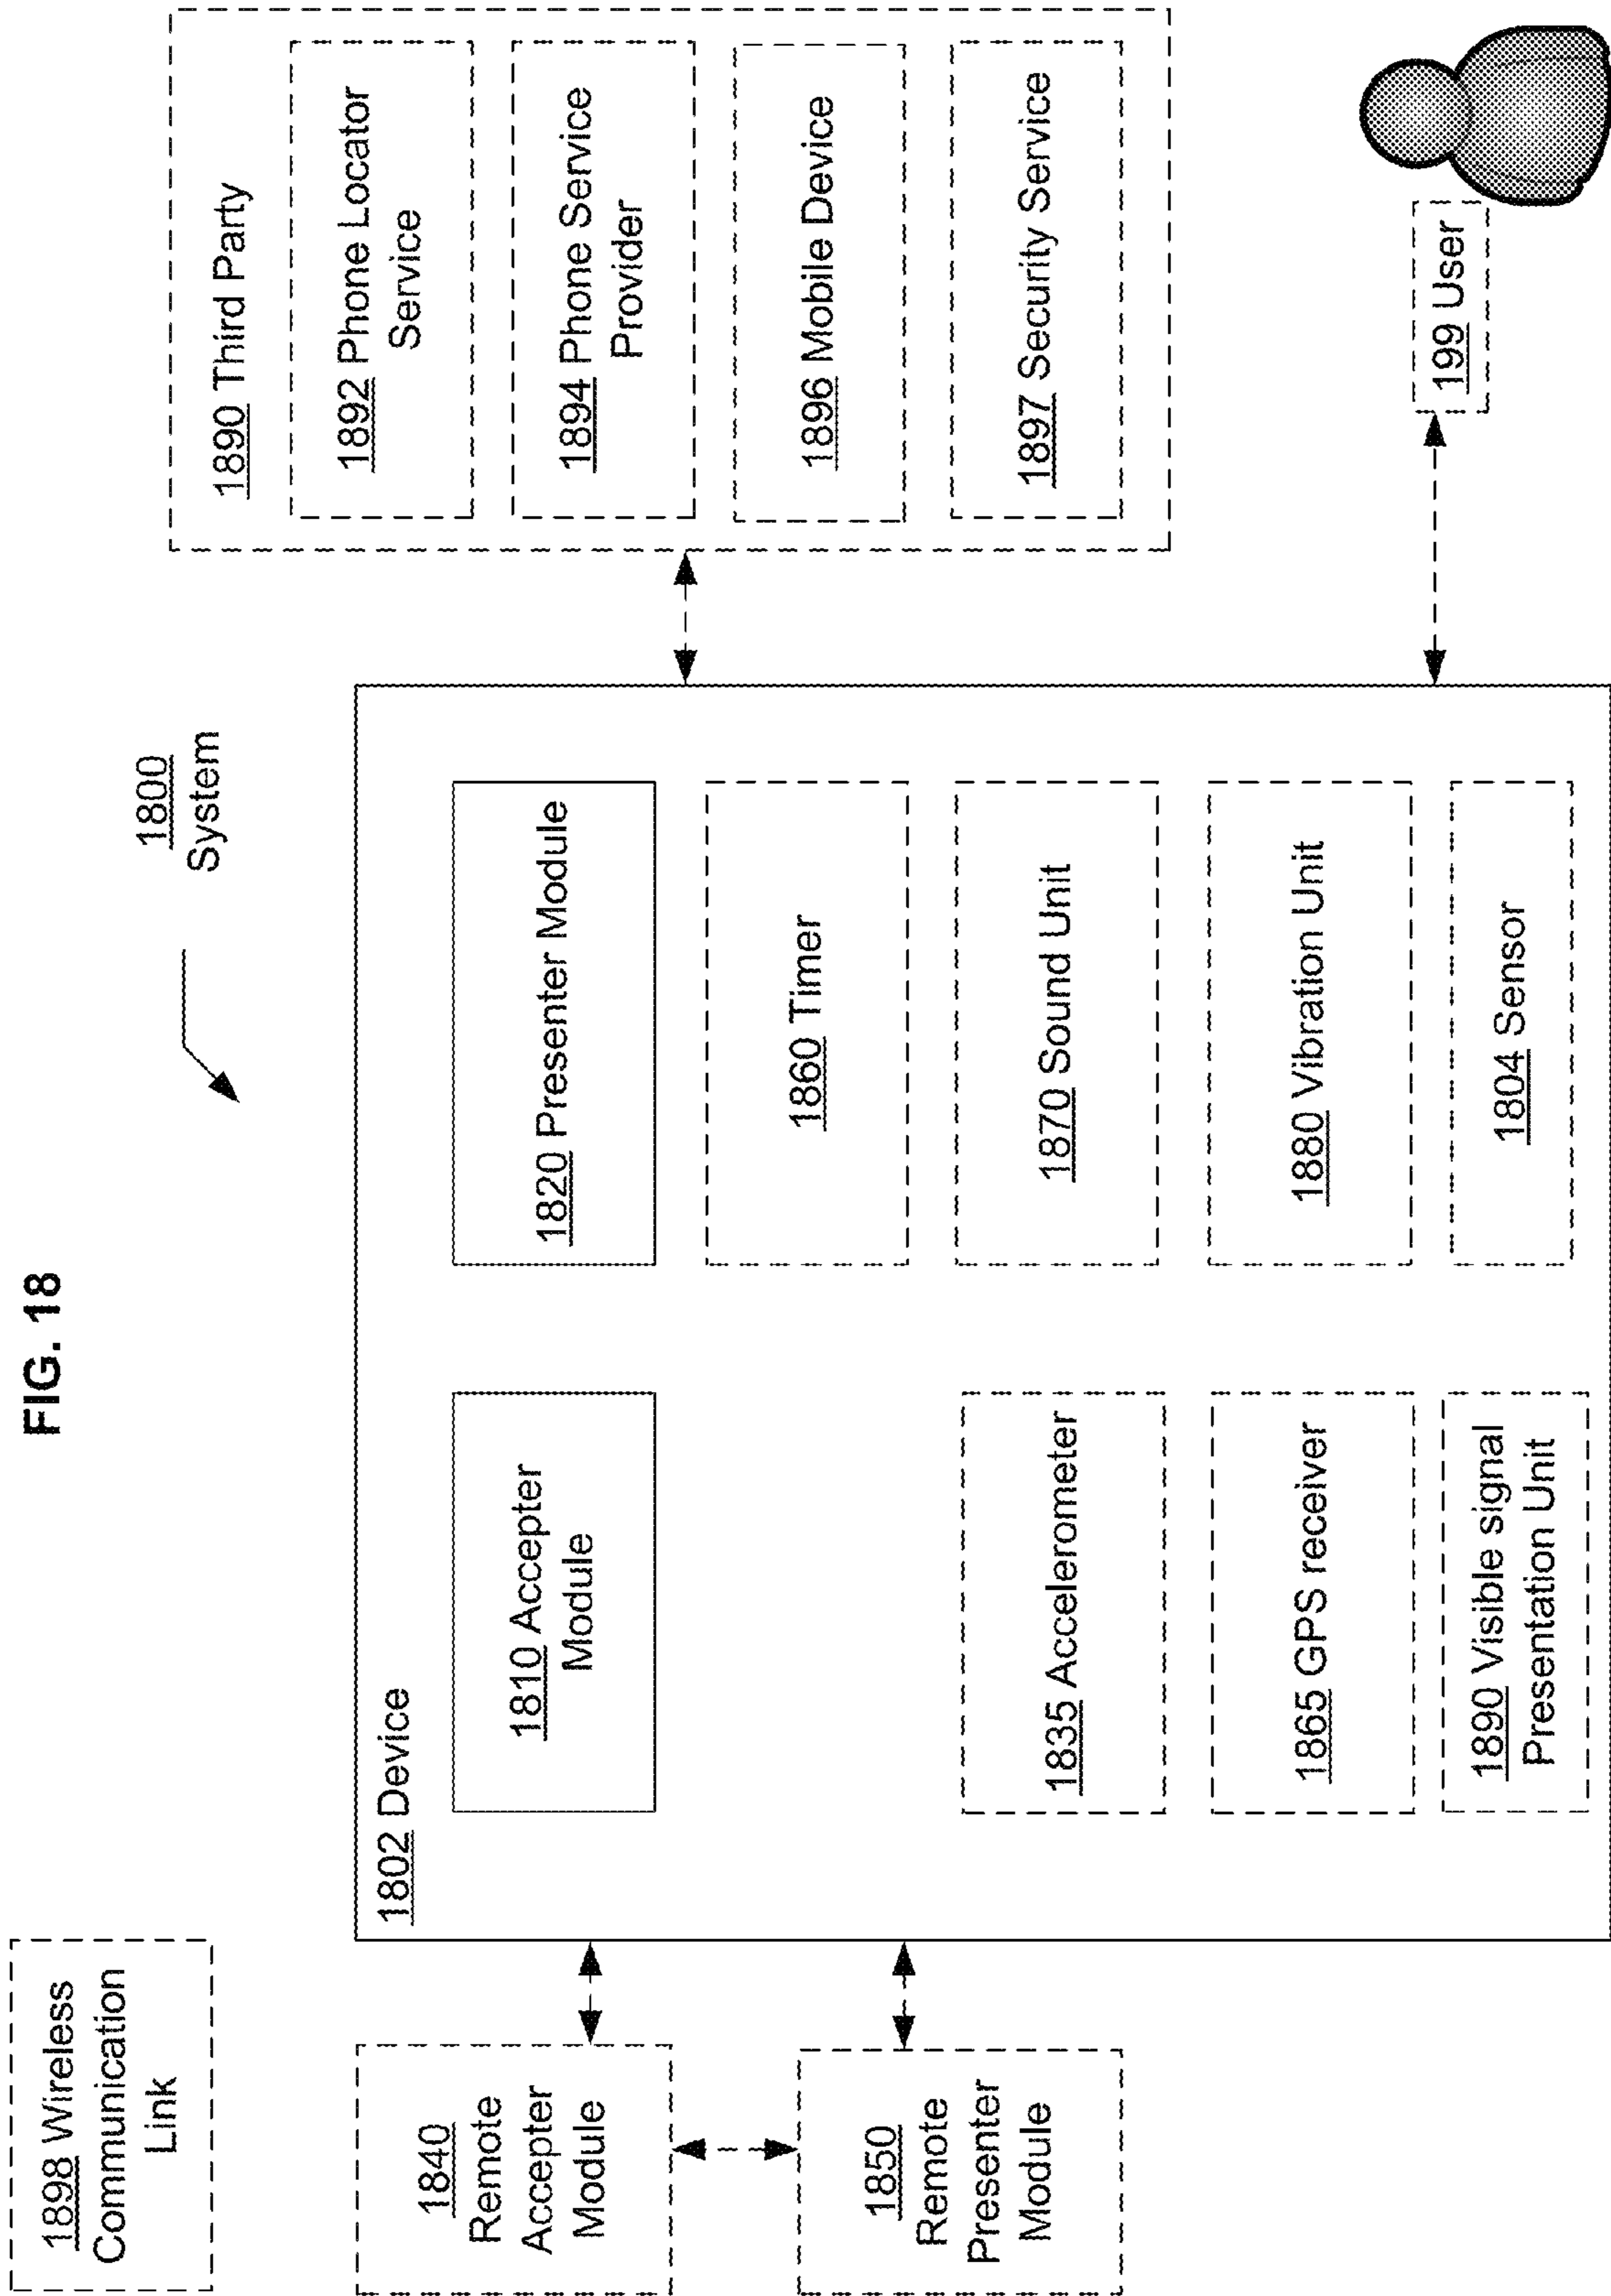 FIG. 18
1898 Wireless
Communication
Link
1800
System
1840
Remote
Accepter
Module
1850
Remote
Presenter
Module
1802 Device
1810 Accepter
Module
1835 Accelerometer
1865 GPS receiver
1890 Visible signal
Presentation Unit
1820 Presenter Module
1860 Timer
1870 Sound Unit
1880 Vibration Unit
1804 Sensor
1890 Third Party
1892 Phone Locator
Service
1894 Phone Service
Provider
1896 Mobile Device
1897 Security Service
199 User